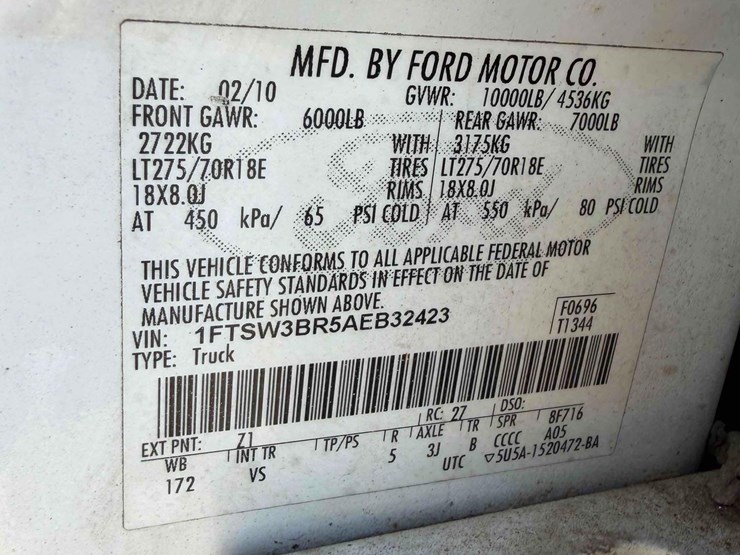 MFD. BY FORD MOTOR CO.
DATE: 02/10 GVWR: 10000LB/ 4536KG
FRONT GAWR: 6000LB REAR GAWR: 7000LB
2722KG WITH 3175KG WITH
LT275/70R18E TIRES LT275/70R18E TIRES
18X8.0J RIMS 18X8.0J RIMS
AT 450 kPa/ 65 PSI COLD AT 550 kPa/ 80 PSI COLD
THIS VEHICLE CONFORMS TO ALL APPLICABLE FEDERAL MOTOR
VEHICLE SAFETY STANDARDS IN EFFECT ON THE DATE OF
MANUFACTURE SHOWN ABOVE.
VIN: 1FTSW3BR5AEB32423 F0696
TYPE: Truck T1344
EXT PNT: Z1 RC: 27 DSO:
WB INT TR TP/PS R AXLE TR SPR 8F716
172 VS 5 3J B CCCC A05
UTC ▽5U5A-1520472-BA